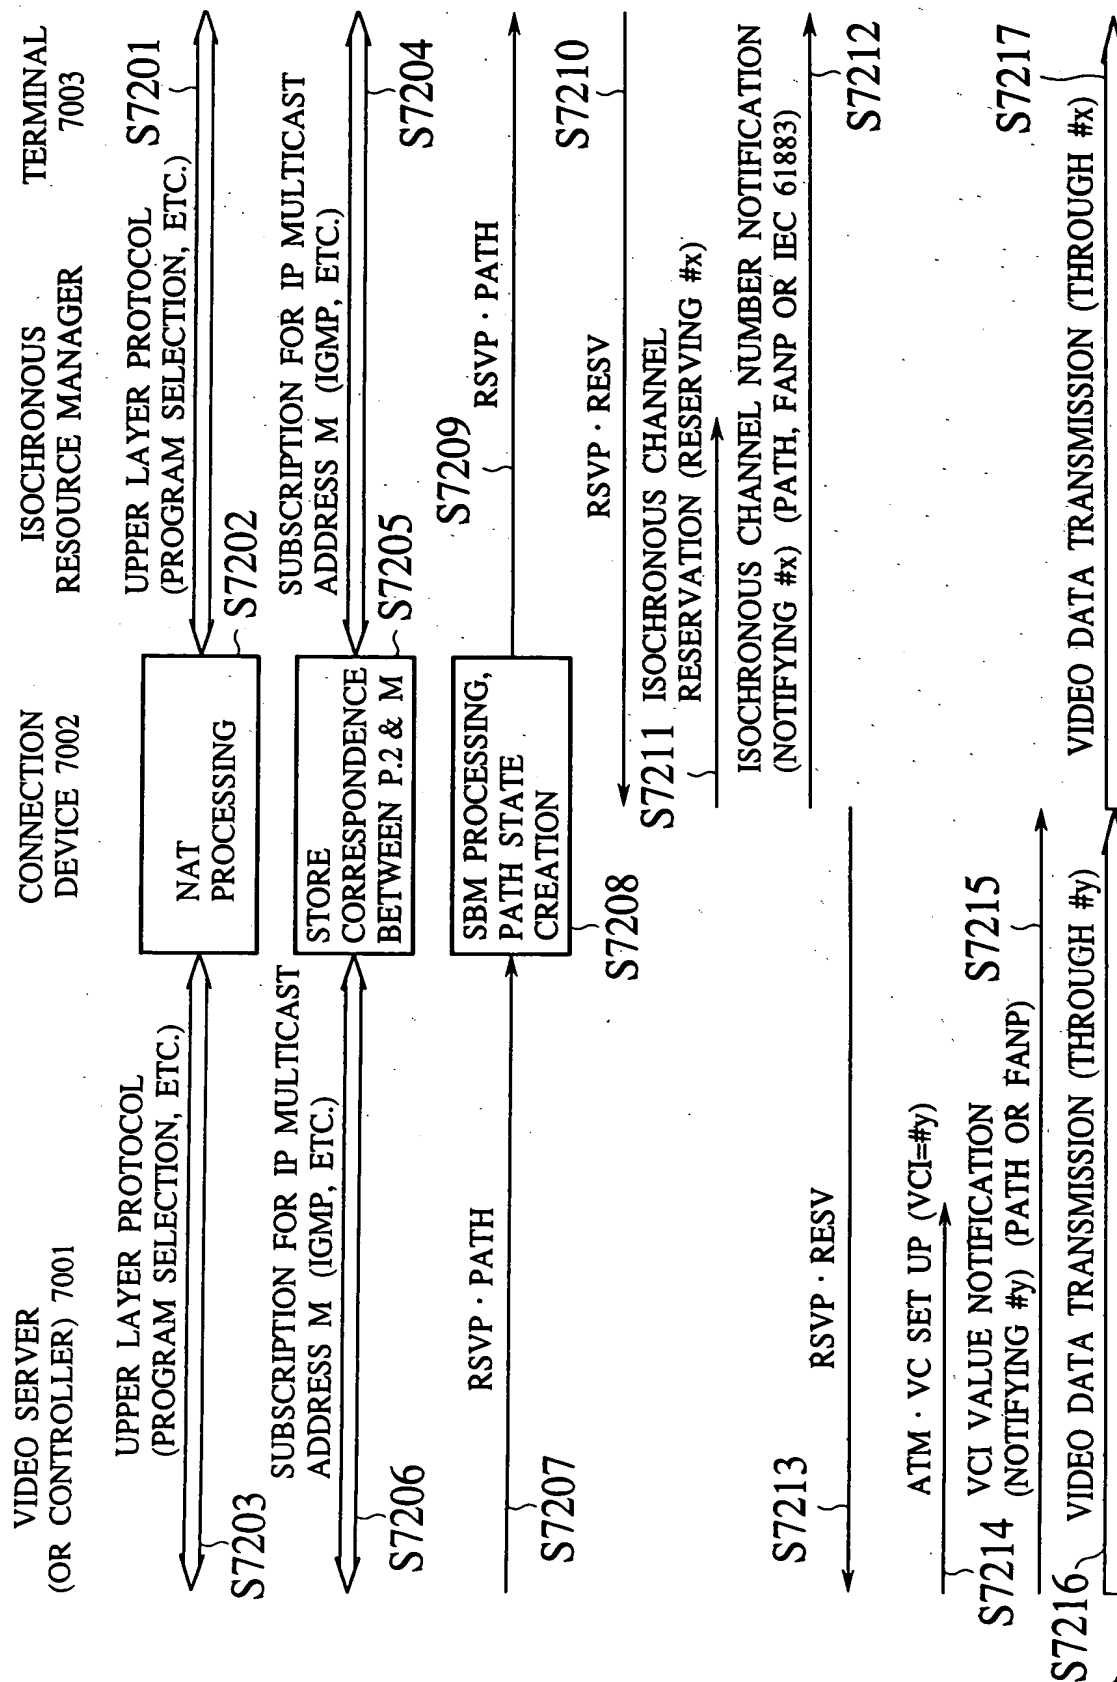 VIDEO SERVER
(OR CONTROLLER) 7001
CONNECTION
DEVICE 7002
ISOCHRONOUS
RESOURCE MANAGER
TERMINAL
7003
UPPER LAYER PROTOCOL
(PROGRAM SELECTION, ETC.)
S7203
NAT
PROCESSING
S7202
UPPER LAYER PROTOCOL
(PROGRAM SELECTION, ETC.)
S7201
SUBSCRIPTION FOR IP MULTICAST
ADDRESS M (IGMP, ETC.)
S7206
STORE
CORRESPONDENCE
BETWEEN P.2 & M
S7205
SUBSCRIPTION FOR IP MULTICAST
ADDRESS M (IGMP, ETC.)
S7204
RSVP · PATH
S7207
SBM PROCESSING,
PATH STATE
CREATION
S7208
S7209
RSVP · PATH
RSVP · RESV
S7210
S7211
ISOCHRONOUS CHANNEL
RESERVATION (RESERVING #x)
ISOCHRONOUS CHANNEL NUMBER NOTIFICATION
(NOTIFYING #x) (PATH, FANP OR IEC 61883)
S7212
S7213
RSVP · RESV
ATM · VC SET UP (VCI=#y)
S7214
VCI VALUE NOTIFICATION
(NOTIFYING #y) (PATH OR FANP)
S7215
S7216
VIDEO DATA TRANSMISSION (THROUGH #y)
VIDEO DATA TRANSMISSION (THROUGH #x)
S7217